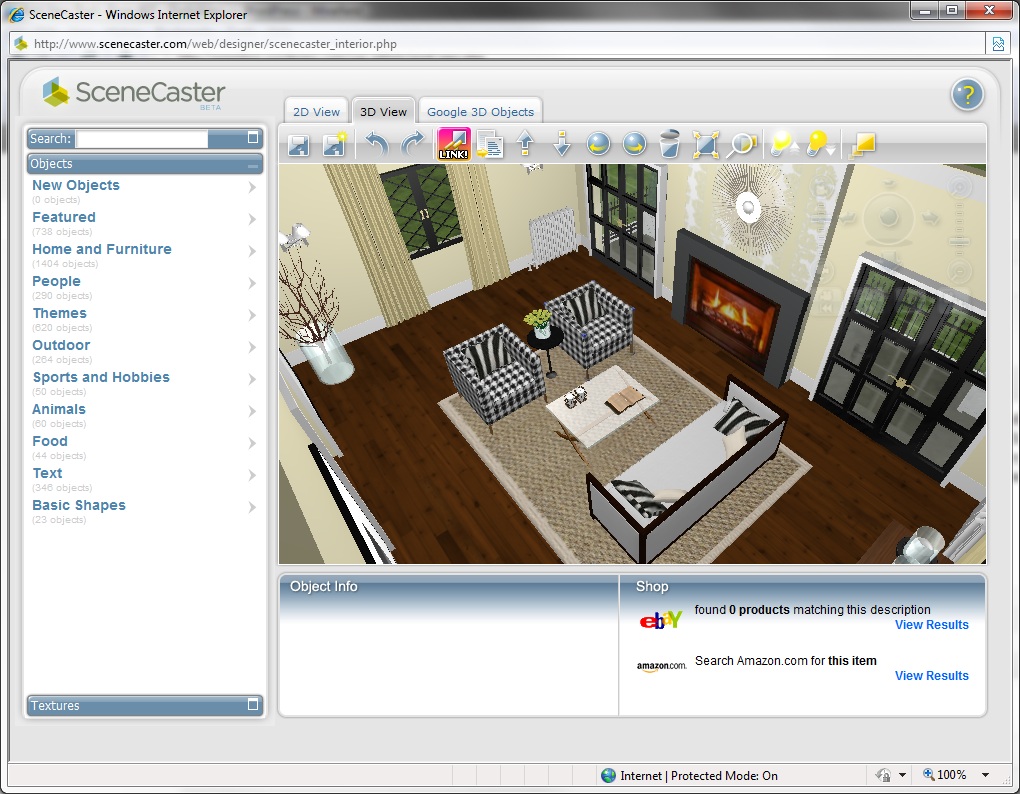 SceneCaster - Windows Internet Explorer
http://www.scenecaster.com/web/designer/scenecaster_interior.php
SceneCaster
BETA
2D View
3D View
Google 3D Objects
?
Search:
LINK!
Objects
New Objects
(0 objects)
Featured
(738 objects)
Home and Furniture
(1404 objects)
People
(290 objects)
Themes
(620 objects)
Outdoor
(264 objects)
Sports and Hobbies
(50 objects)
Animals
(60 objects)
Food
(44 objects)
Text
(346 objects)
Basic Shapes
(23 objects)
Textures
Object Info
Shop
ebay
found 0 products matching this description
View Results
amazon.com.
Search Amazon.com for this item
View Results
Internet | Protected Mode: On
100%